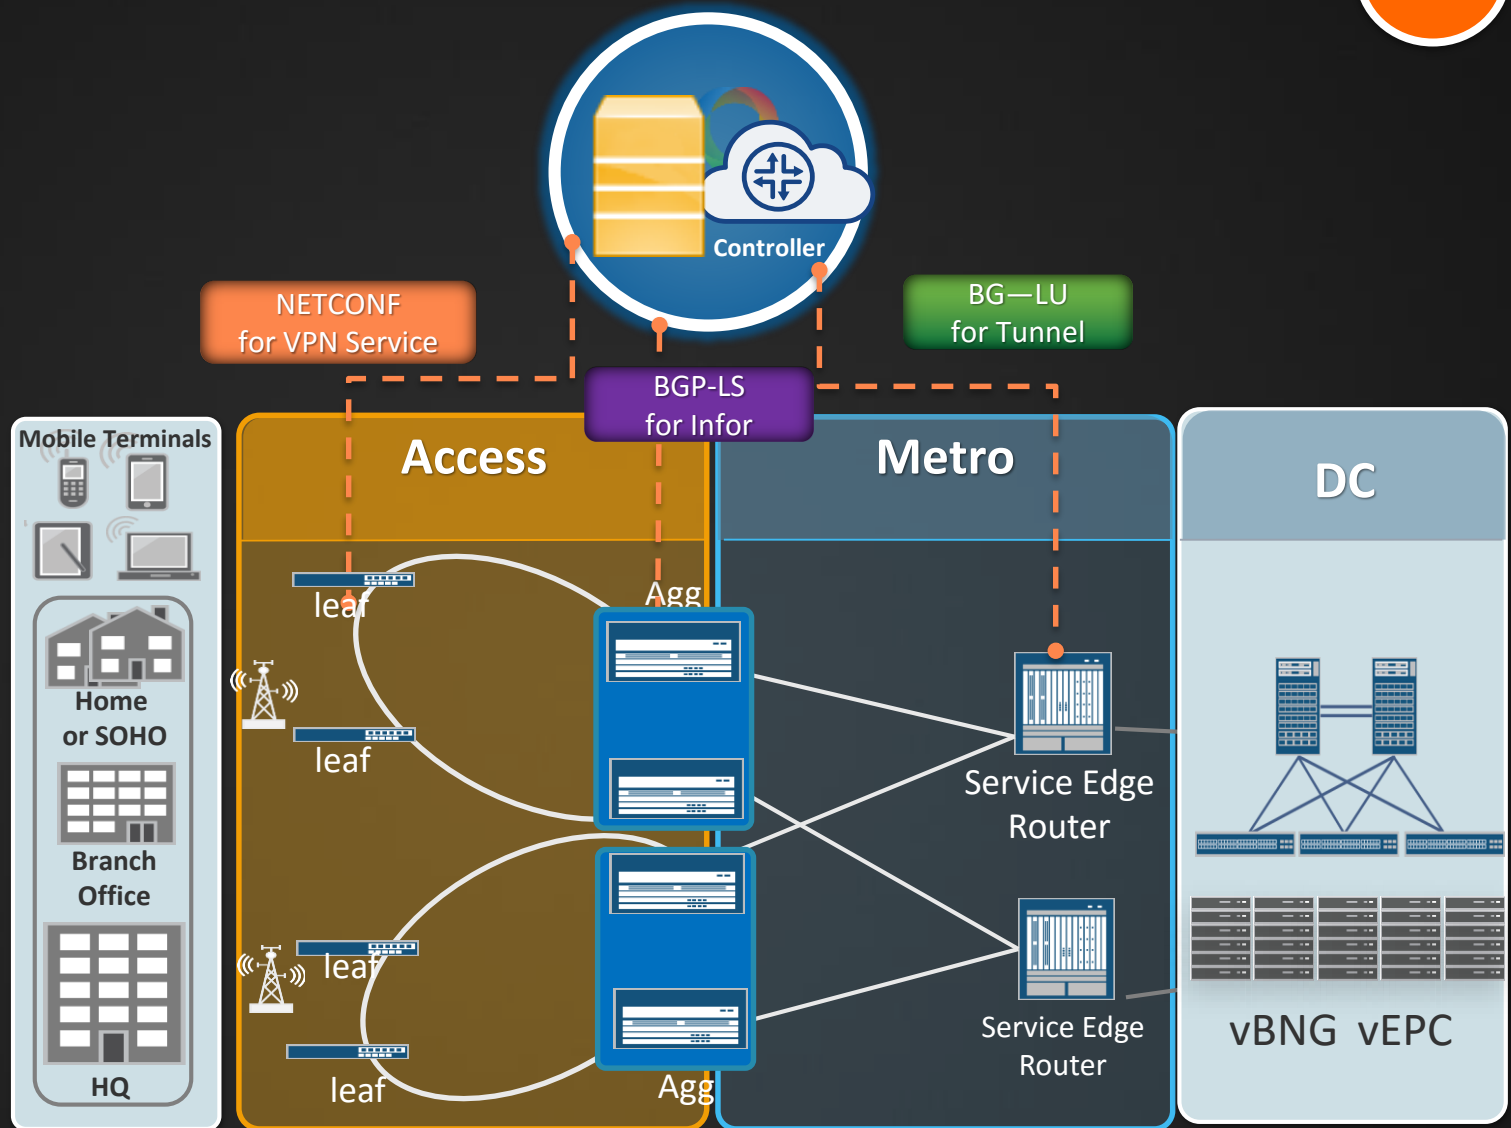 Controller
NETCONF
for VPN Service
BG—LU
for Tunnel
BGP-LS
for Infor
Mobile Terminals
Access
Metro
DC
leaf
Agg
Home
or SOHO
leaf
Service Edge
Router
Branch
Office
leaf
HQ
leaf
Agg
Service Edge
Router
vBNG vEPC